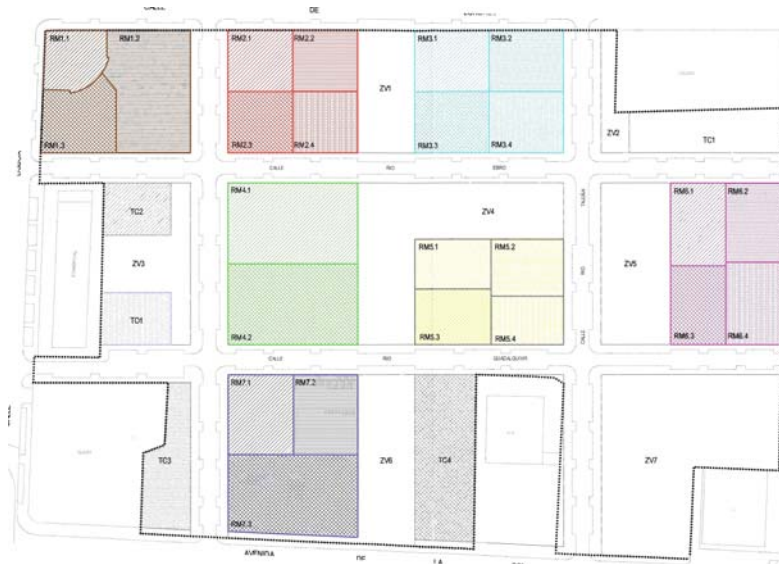 CALLE
DE
RM1.1
RM1.2
RM2.1
RM2.2
RM3.1
RM3.2
ZV1
RM1.3
RM2.3
RM2.4
RM3.3
RM3.4
ZV2
TC1
CALLE
RIO
EBRO
RM4.1
TC2
ZV4
RM6.1
RM6.2
ZV3
RM5.1
RM5.2
ZV5
RIO
TC1
RM4.2
RM5.3
RM5.4
RM6.3
RM6.4
CALLE
CALLE
RIO
GUADALQUIVIR
RM7.1
RM7.2
TC3
ZV6
TC4
ZV7
RM7.3
AVENIDA
DE
LA